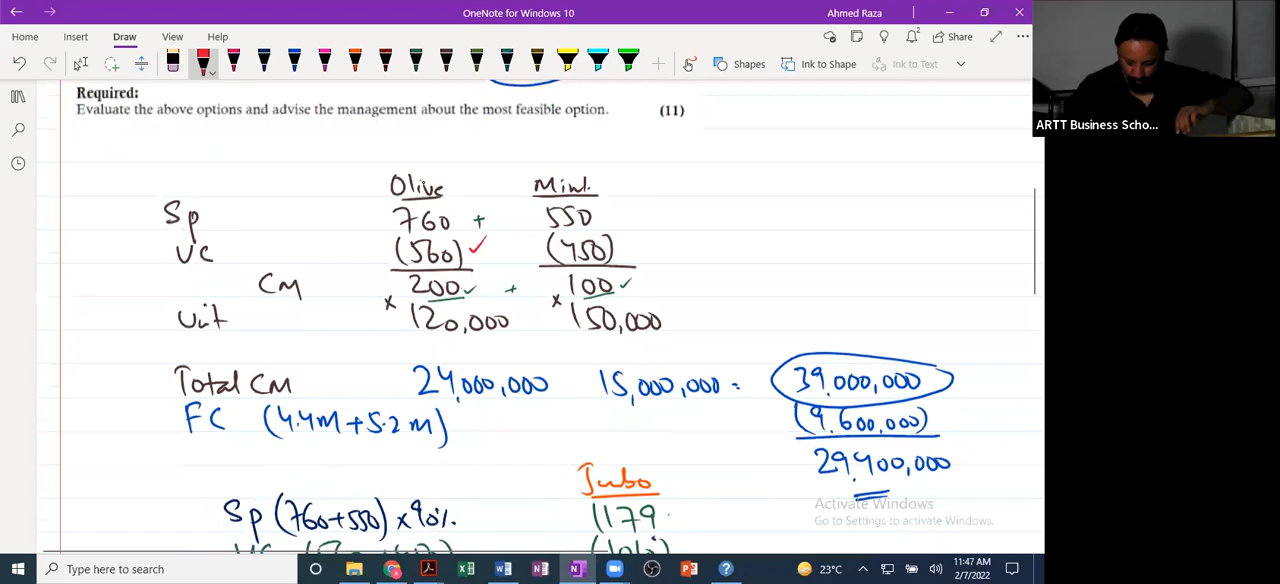 OneNote for Windows 10
Ahmed Raza
Home Insert Draw View Help
Share
Shapes Ink to Shape Ink to Text
ARTT Business Scho...
Required:
Evaluate the above options and advise the management about the most feasible option. (11)
Olive Mint
Sp 760 + 550
VC (560) ✓ (450)
CM 200 ✓ + 100 ✓
Unit × 120,000 × 150,000
Total CM 24,000,000 15,000,000 = 39,000,000
FC (4.4M+5.2M) (9,600,000)
29,400,000
Jubo
Sp (760+550) × 90%. 1179
Activate Windows
Go to Settings to activate Windows.
Type here to search
23°C
11:47 AM
2/7/2022